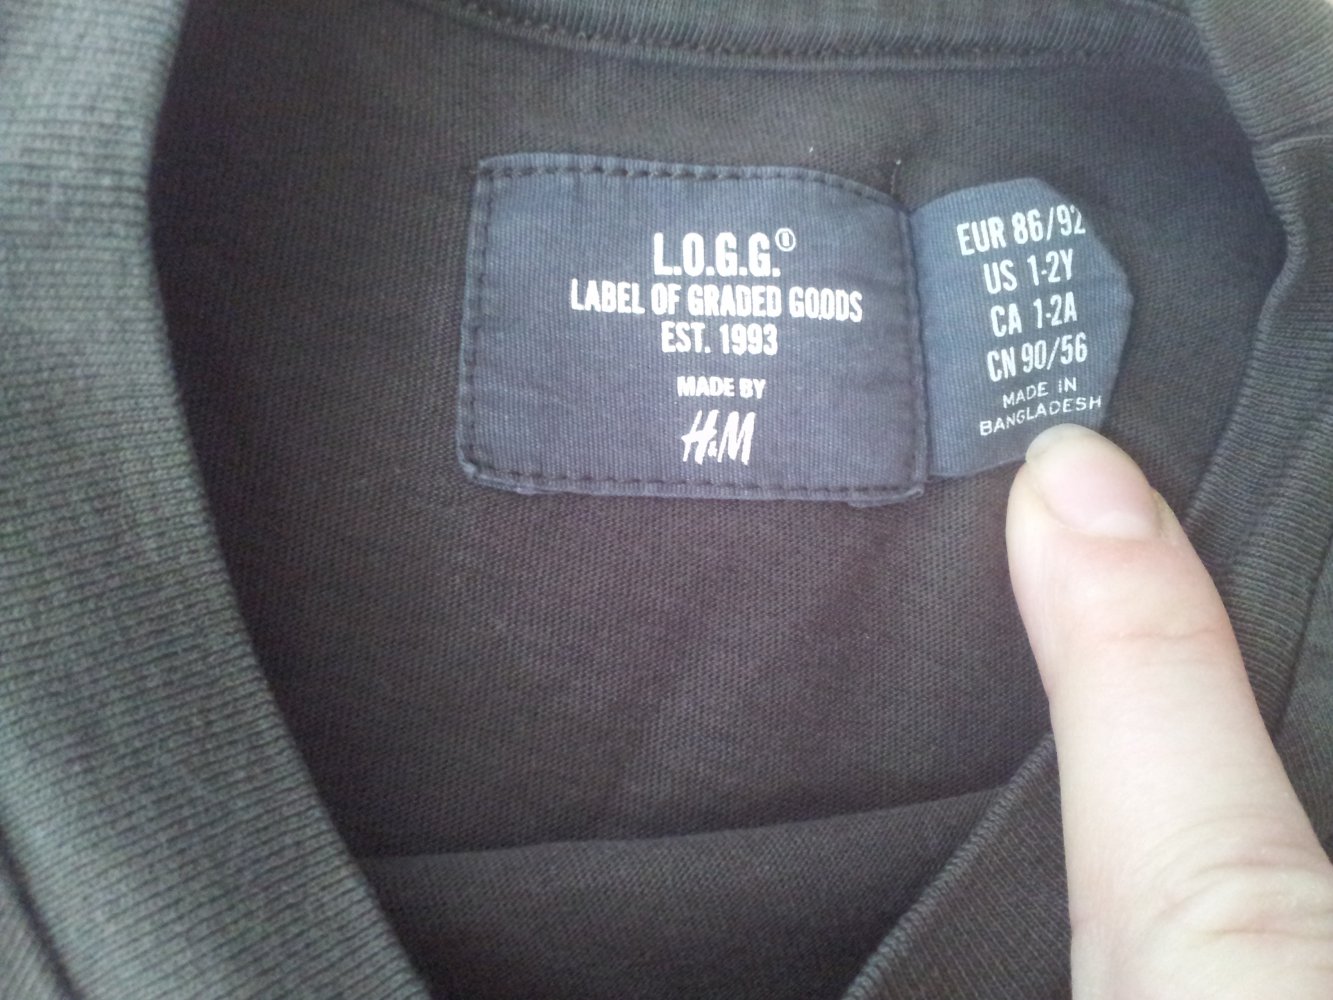 L.O.G.G.®
LABEL OF GRADED GOODS
EST. 1993
MADE BY
H&M
EUR 86/92
US 1-2Y
CA 1-2A
CN 90/56
MADE IN
BANGLADESH